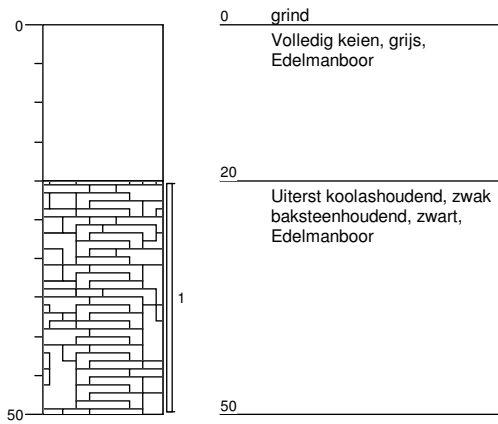 0
0 grind
Volledig keien, grijs,
Edelmanboor
20
Uiterst koolashoudend, zwak
baksteenhoudend, zwart,
Edelmanboor
1
50
50